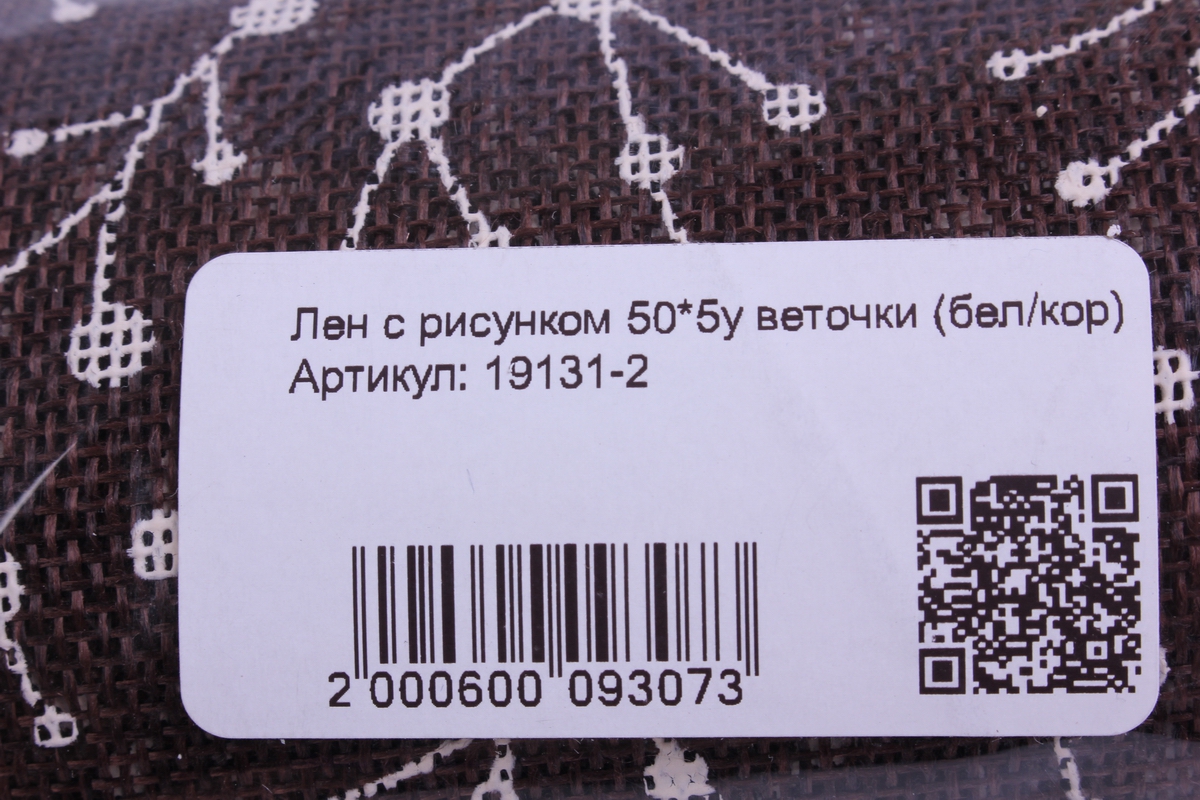 Лен с рисунком 50*5у веточки (бел/кор)
Артикул: 19131-2
2 000600 093073